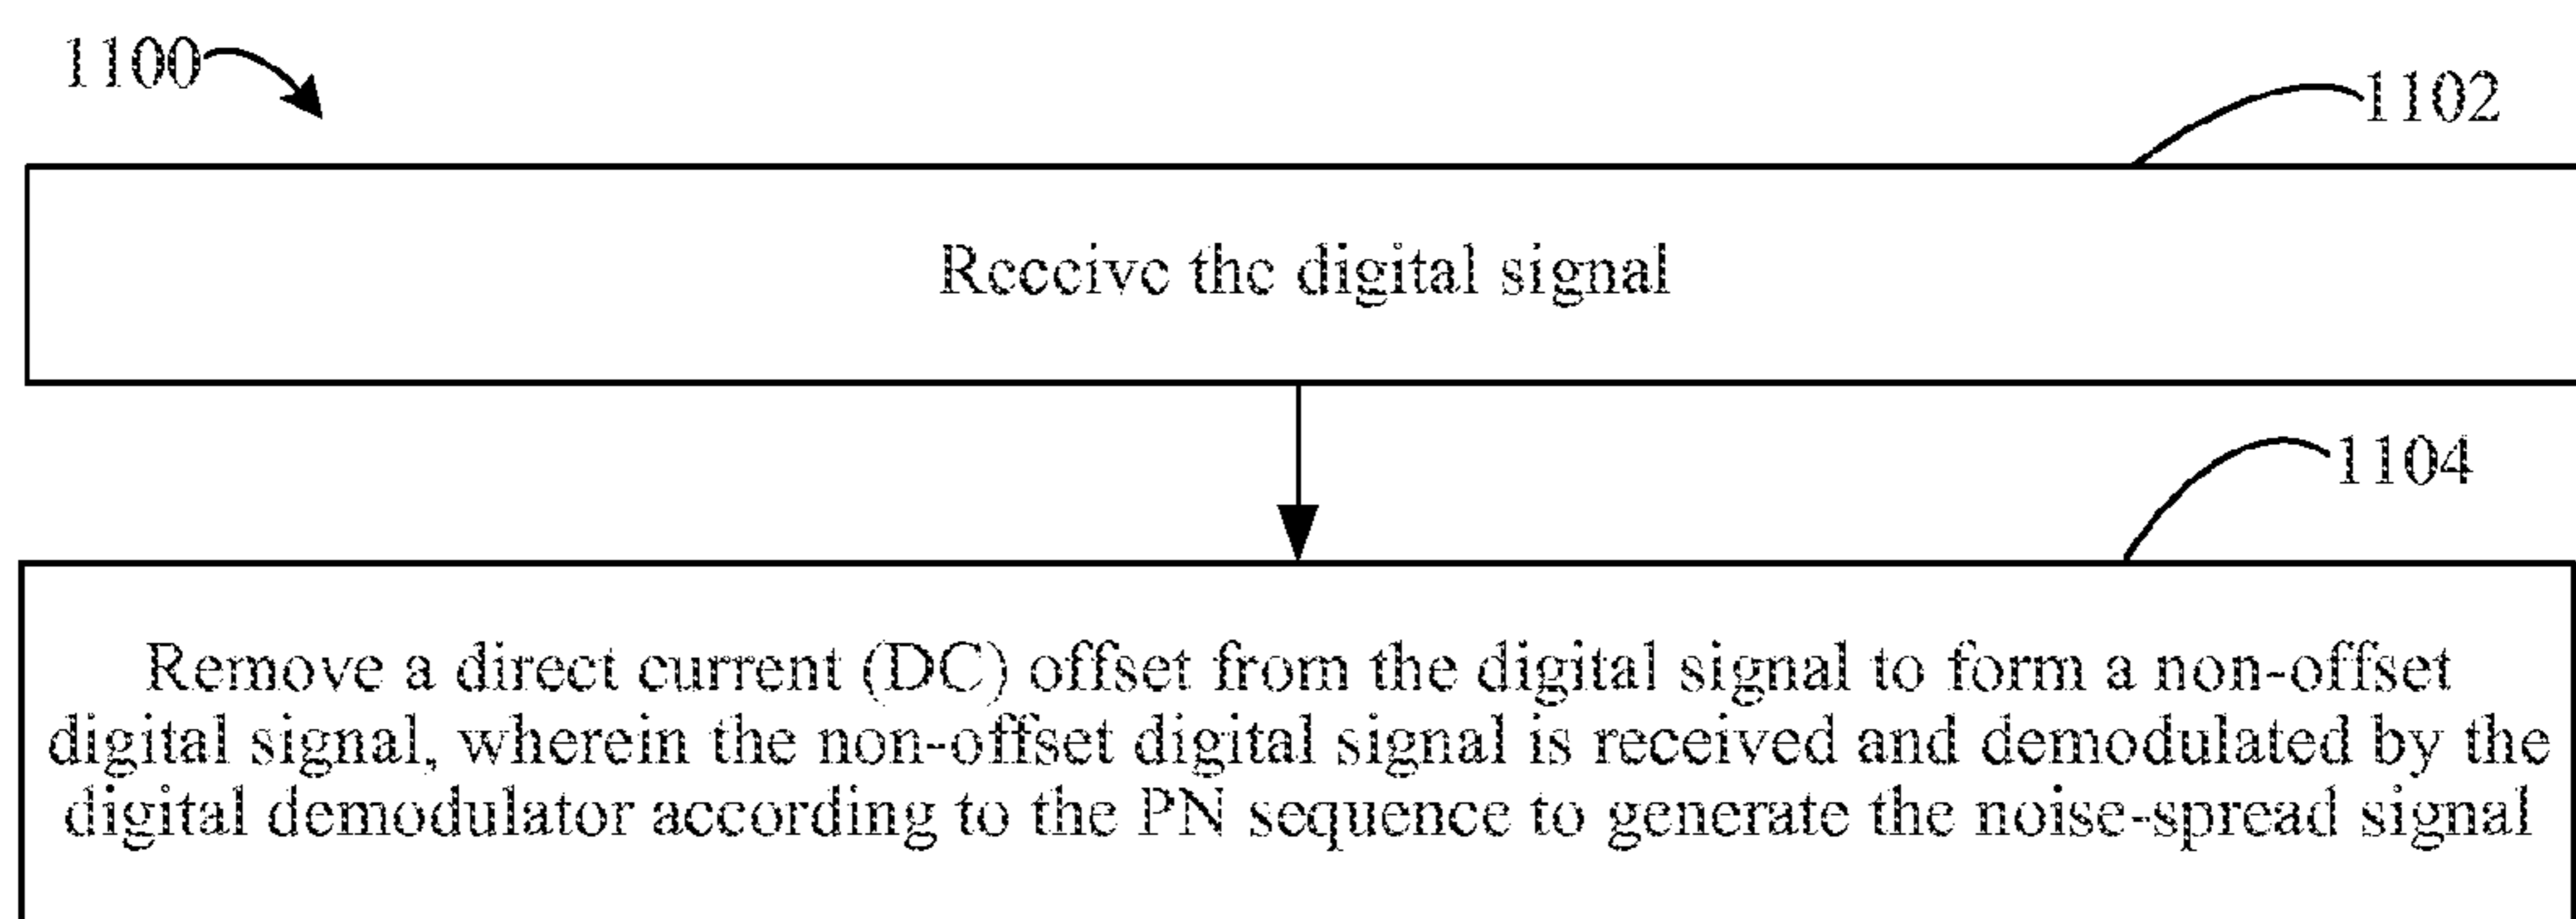 1100
1102
Receive the digital signal
1104
Remove a direct current (DC) offset from the digital signal to form a non-offset
digital signal, wherein the non-offset digital signal is received and demodulated by the
digital demodulator according to the PN sequence to generate the noise-spread signal